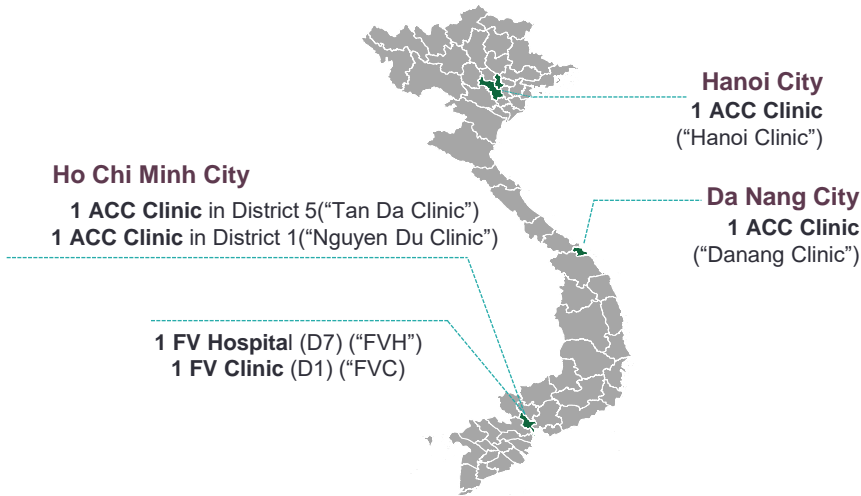 Hanoi City
1 ACC Clinic
(“Hanoi Clinic”)
Ho Chi Minh City
1 ACC Clinic in District 5(“Tan Da Clinic”)
1 ACC Clinic in District 1(“Nguyen Du Clinic”)
Da Nang City
1 ACC Clinic
(“Danang Clinic”)
1 FV Hospital (D7) (“FVH”)
1 FV Clinic (D1) (“FVC)